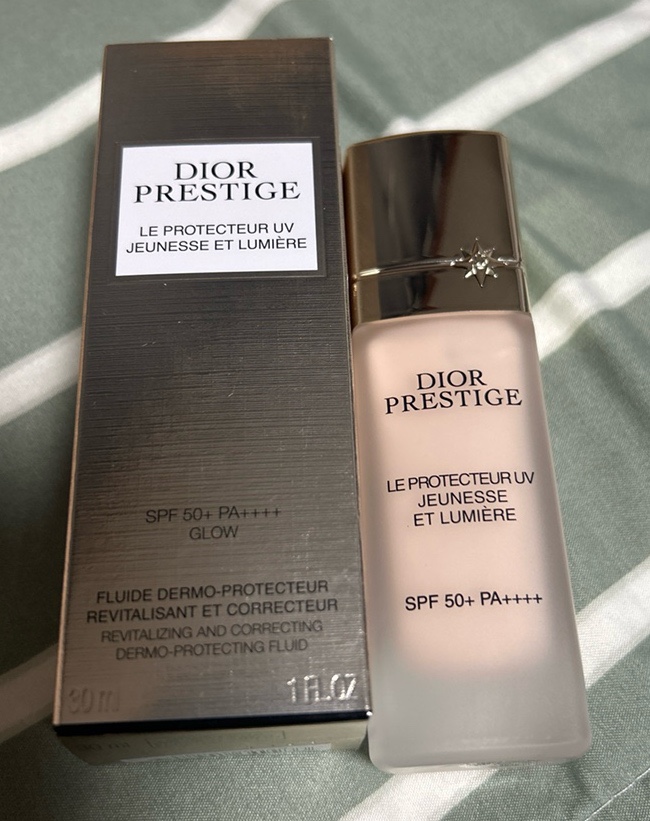 DIOR
PRESTIGE
LE PROTECTEUR UV
JEUNESSE ET LUMIÈRE
SPF 50+ PA++++
GLOW
FLUIDE DERMO-PROTECTEUR
REVITALISANT ET CORRECTEUR
REVITALIZING AND CORRECTING
DERMO-PROTECTING FLUID
30 ml 1 FL.OZ
DIOR
PRESTIGE
LE PROTECTEUR UV
JEUNESSE
ET LUMIÈRE
SPF 50+ PA++++